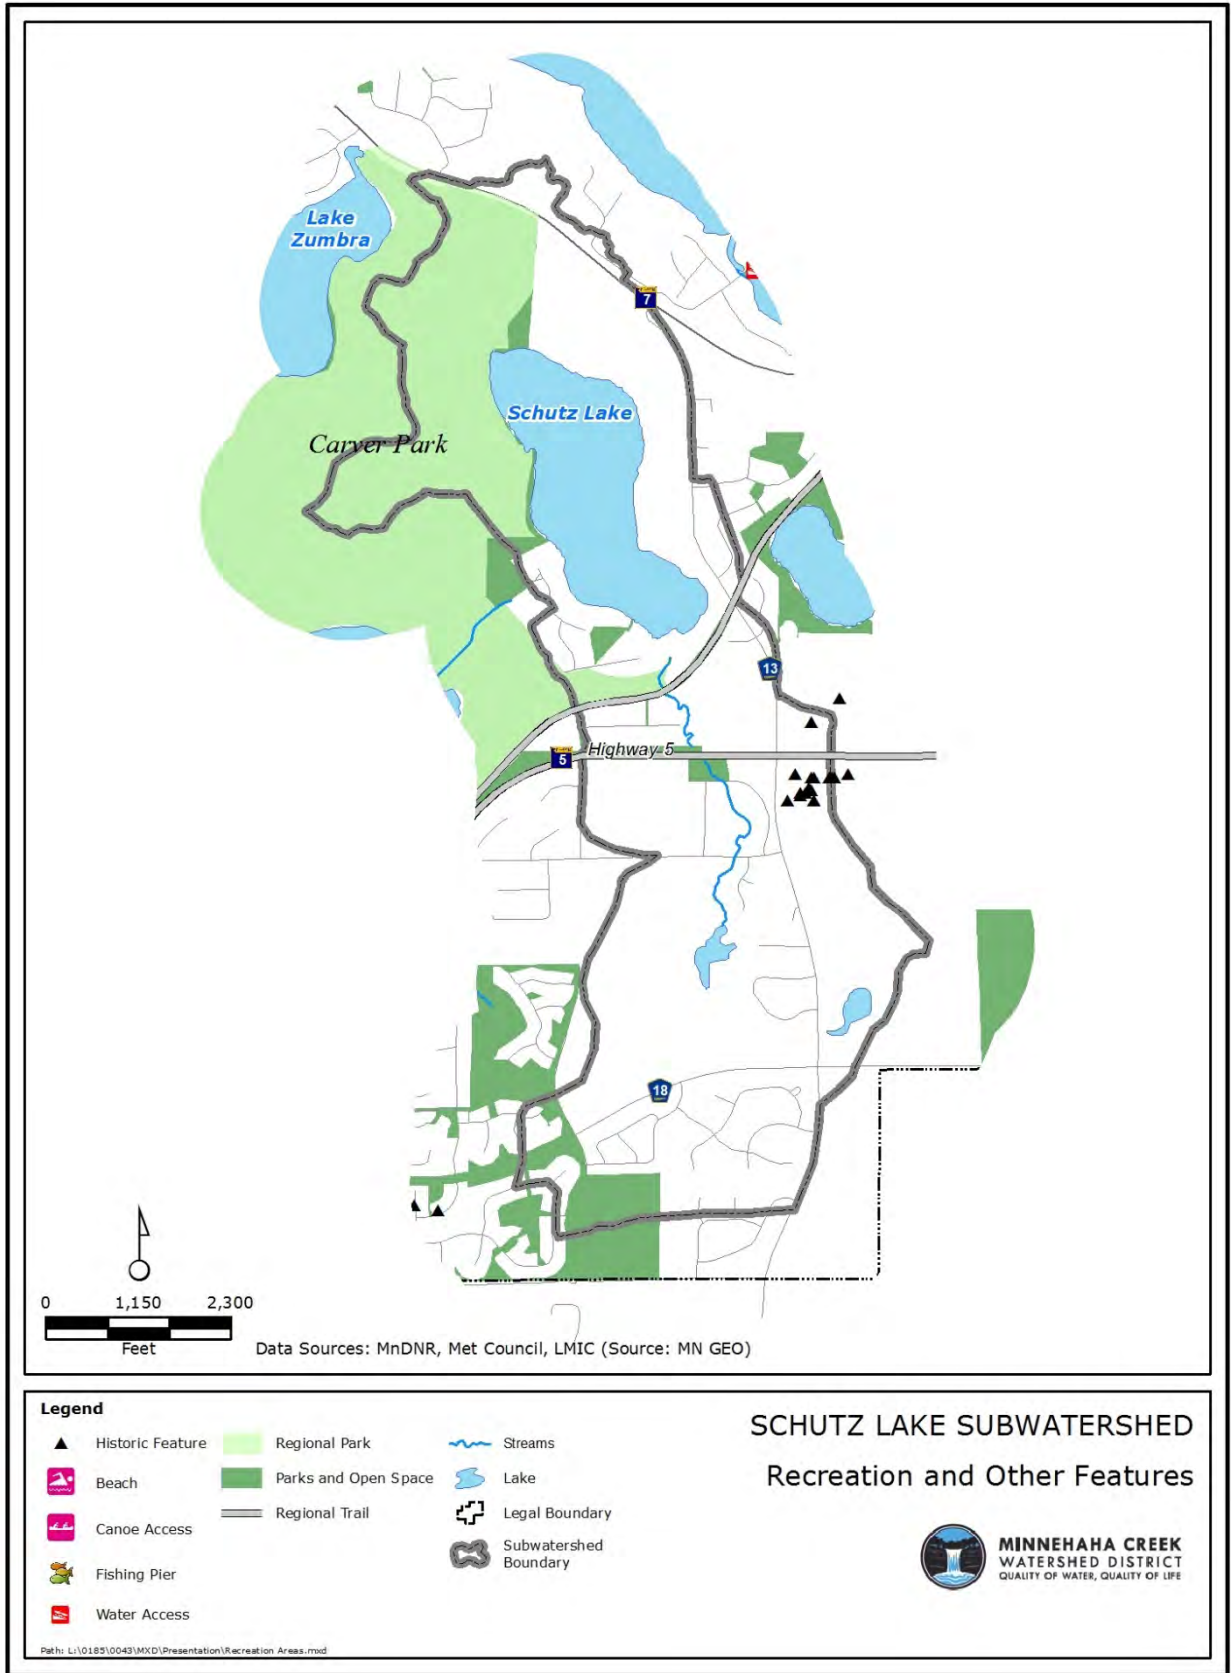 Lake
Zumbra
7
Schutz Lake
Carver Park
13
Highway 5
5
18
0 1,150 2,300
Feet
Data Sources: MnDNR, Met Council, LMIC (Source: MN GEO)
Legend
Historic Feature
Beach
Canoe Access
Fishing Pier
Water Access
Regional Park
Parks and Open Space
Regional Trail
Streams
Lake
Legal Boundary
Subwatershed
Boundary
SCHUTZ LAKE SUBWATERSHED
Recreation and Other Features
MINNEHAHA CREEK
WATERSHED DISTRICT
QUALITY OF WATER, QUALITY OF LIFE
Path: L:\0185\0043\MXD\Presentation\Recreation Areas.mxd